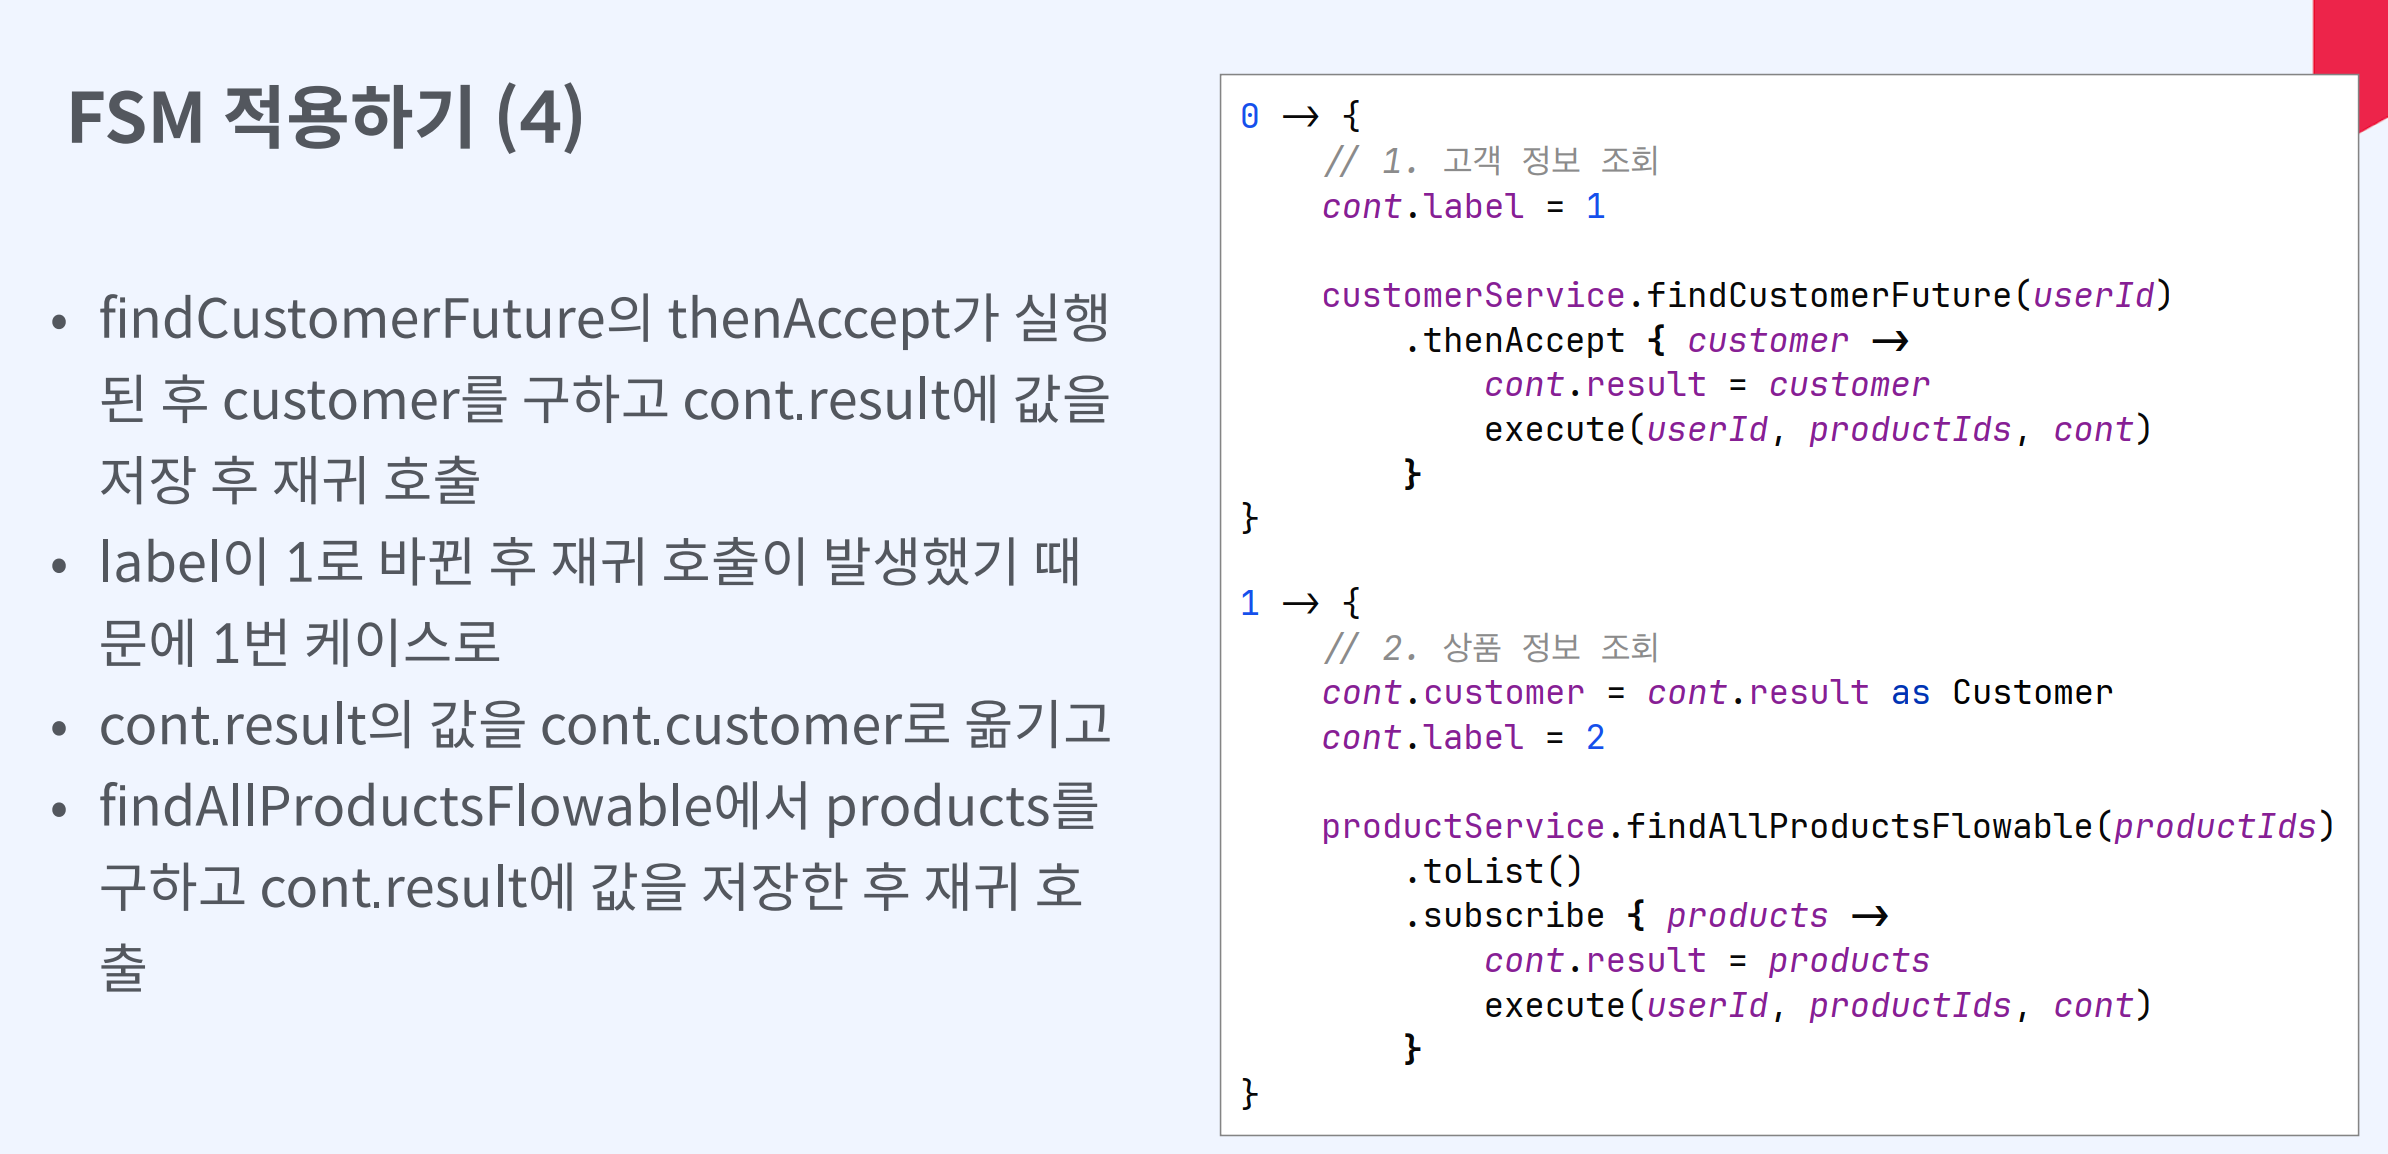 FSM 적용하기 (4)
• findCustomerFuture의 thenAccept가 실행
된 후 customer를 구하고 cont.result에 값을
저장 후 재귀 호출
• label이 1로 바뀐 후 재귀 호출이 발생했기 때
문에 1번 케이스로
• cont.result의 값을 cont.customer로 옮기고
• findAllProductsFlowable에서 products를
구하고 cont.result에 값을 저장한 후 재귀 호
출
0 -> {
    // 1. 고객 정보 조회
    cont.label = 1

    customerService.findCustomerFuture(userId)
        .thenAccept { customer ->
            cont.result = customer
            execute(userId, productIds, cont)
        }
}

1 -> {
    // 2. 상품 정보 조회
    cont.customer = cont.result as Customer
    cont.label = 2

    productService.findAllProductsFlowable(productIds)
        .toList()
        .subscribe { products ->
            cont.result = products
            execute(userId, productIds, cont)
        }
}